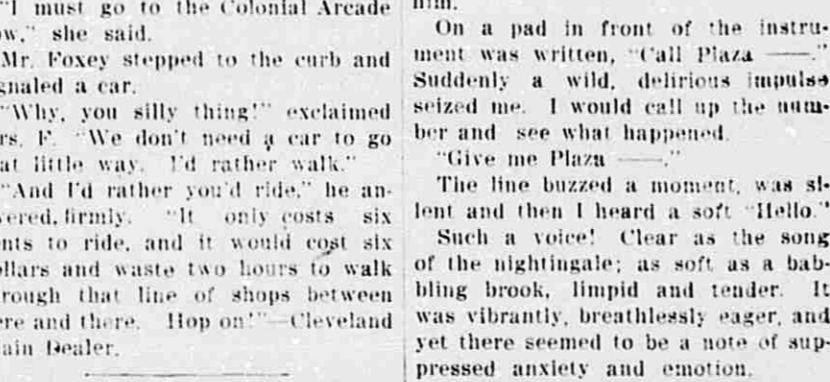 "I must go to the Colonial Arcade
ow," she said.
Mr. Foxey stepped to the curb and
gnaled a car.
"Why, you silly thing!" exclaimed
rs. F. "We don't need a car to go
at little way. I'd rather walk."
"And I'd rather you'd ride," he an-
wered, firmly. "It only costs six
nts to ride, and it would cost six
ollars and waste two hours to walk
rough that line of shops between
ere and there. Hop on!"—Cleveland
ain Dealer.
him.
On a pad in front of the instru-
ment was written, "Call Plaza ——."
Suddenly a wild, delirious impulse
seized me. I would call up the num-
ber and see what happened.
"Give me Plaza ——."
The line buzzed a moment, was si-
lent and then I heard a soft "Hello."
Such a voice! Clear as the song
of the nightingale; as soft as a bab-
bling brook, limpid and tender. It
was vibrantly, breathlessly eager, and
yet there seemed to be a note of sup-
pressed anxiety and emotion.